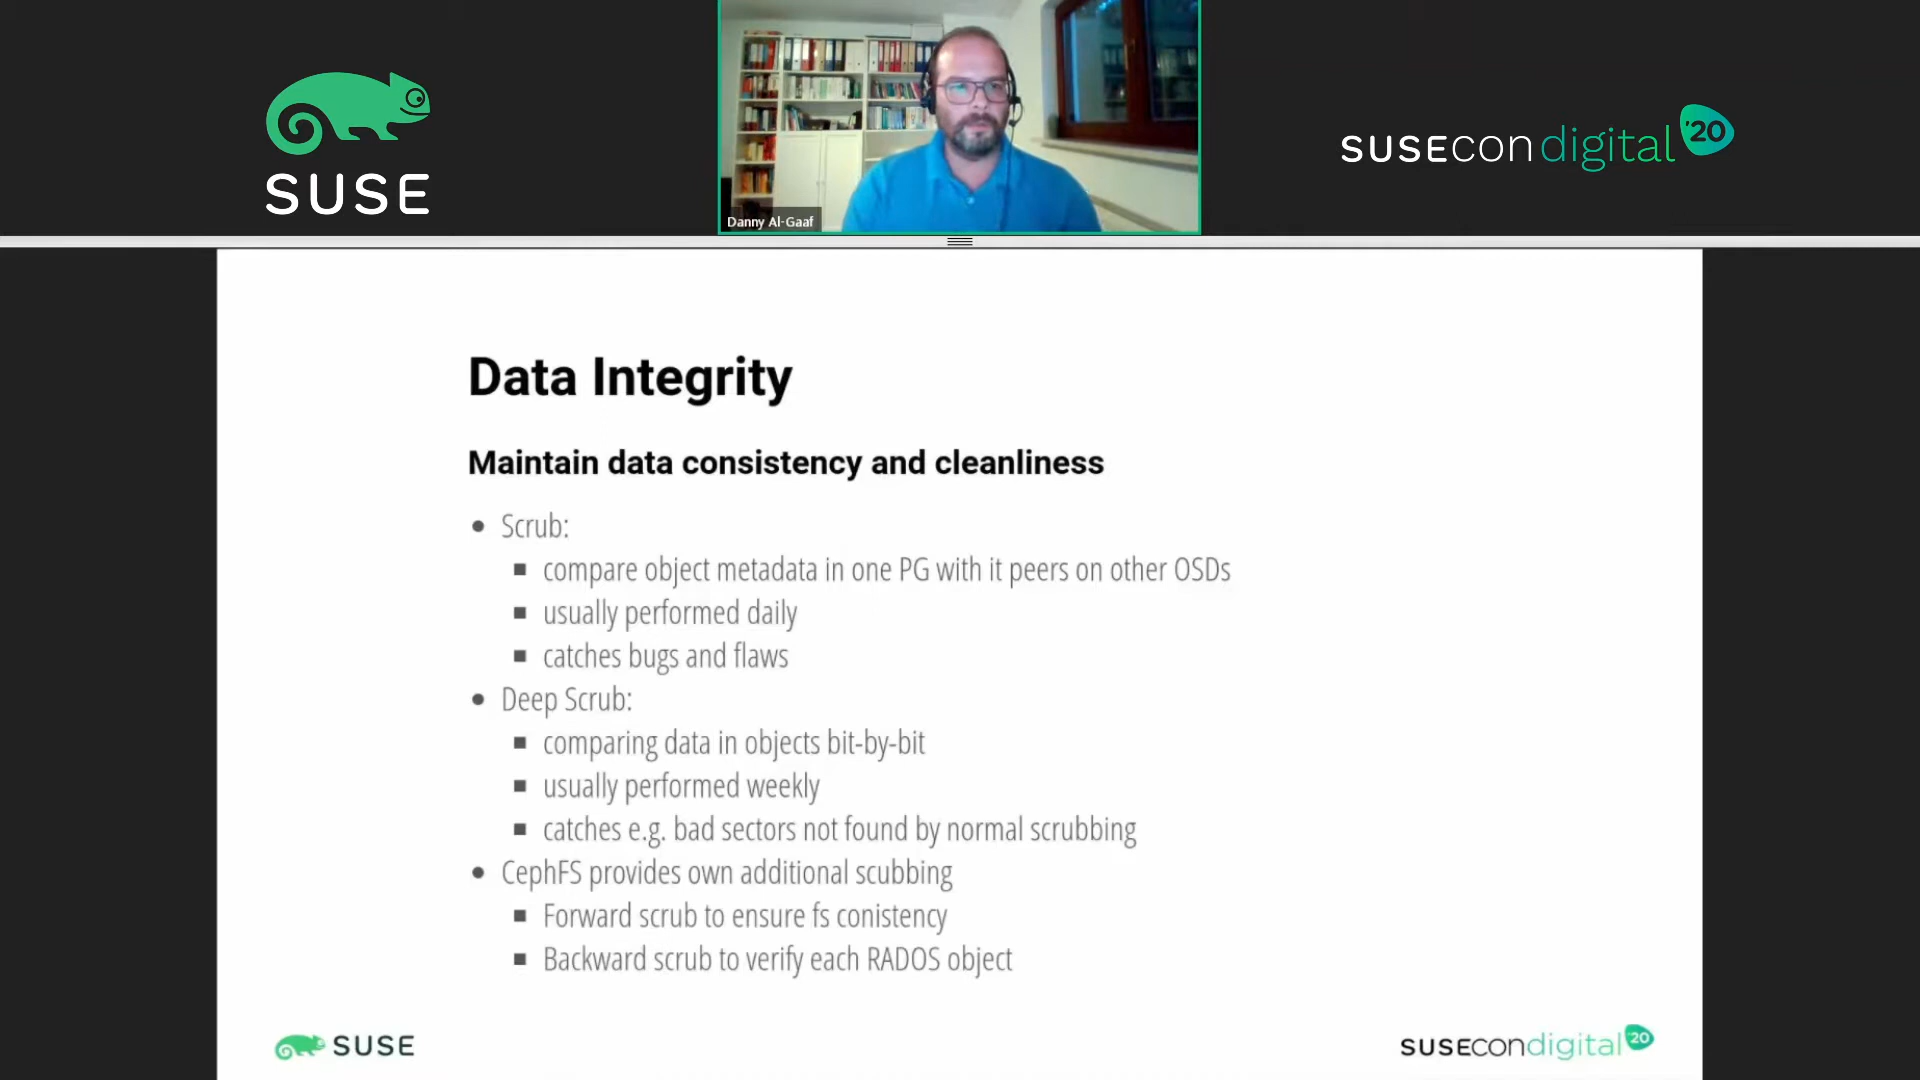 SUSE
Danny Al-Gaaf
susecon digital '20
Data Integrity
Maintain data consistency and cleanliness
Scrub:
compare object metadata in one PG with it peers on other OSDs
usually performed daily
catches bugs and flaws
Deep Scrub:
comparing data in objects bit-by-bit
usually performed weekly
catches e.g. bad sectors not found by normal scrubbing
CephFS provides own additional scubbing
Forward scrub to ensure fs conistency
Backward scrub to verify each RADOS object
SUSE
susecondigital '20